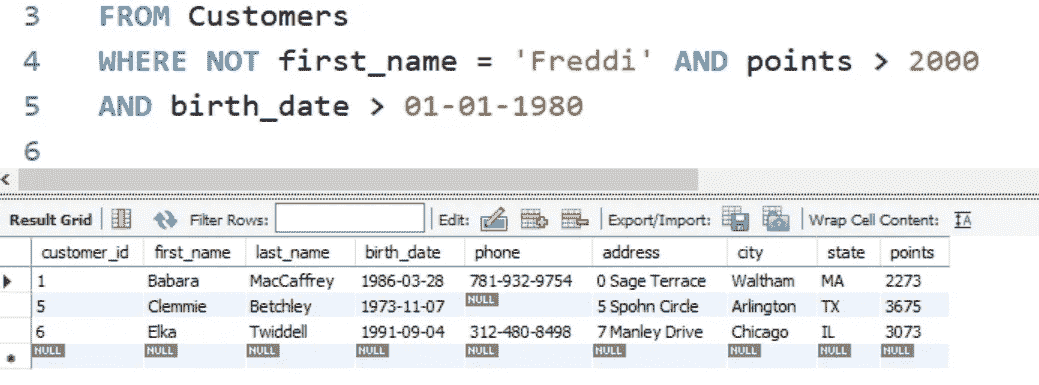 3 FROM Customers
4 WHERE NOT first_name = 'Freddi' AND points > 2000
5 AND birth_date > 01-01-1980
6
Result Grid Filter Rows: Edit: Export/Import: Wrap Cell Content: IA
customer_id first_name last_name birth_date phone address city state points
1 Babara MacCaffrey 1986-03-28 781-932-9754 0 Sage Terrace Waltham MA 2273
5 Clemmie Betchley 1973-11-07 NULL 5 Spohn Circle Arlington TX 3675
6 Elka Twiddell 1991-09-04 312-480-8498 7 Manley Drive Chicago IL 3073
NULL NULL NULL NULL NULL NULL NULL NULL NULL